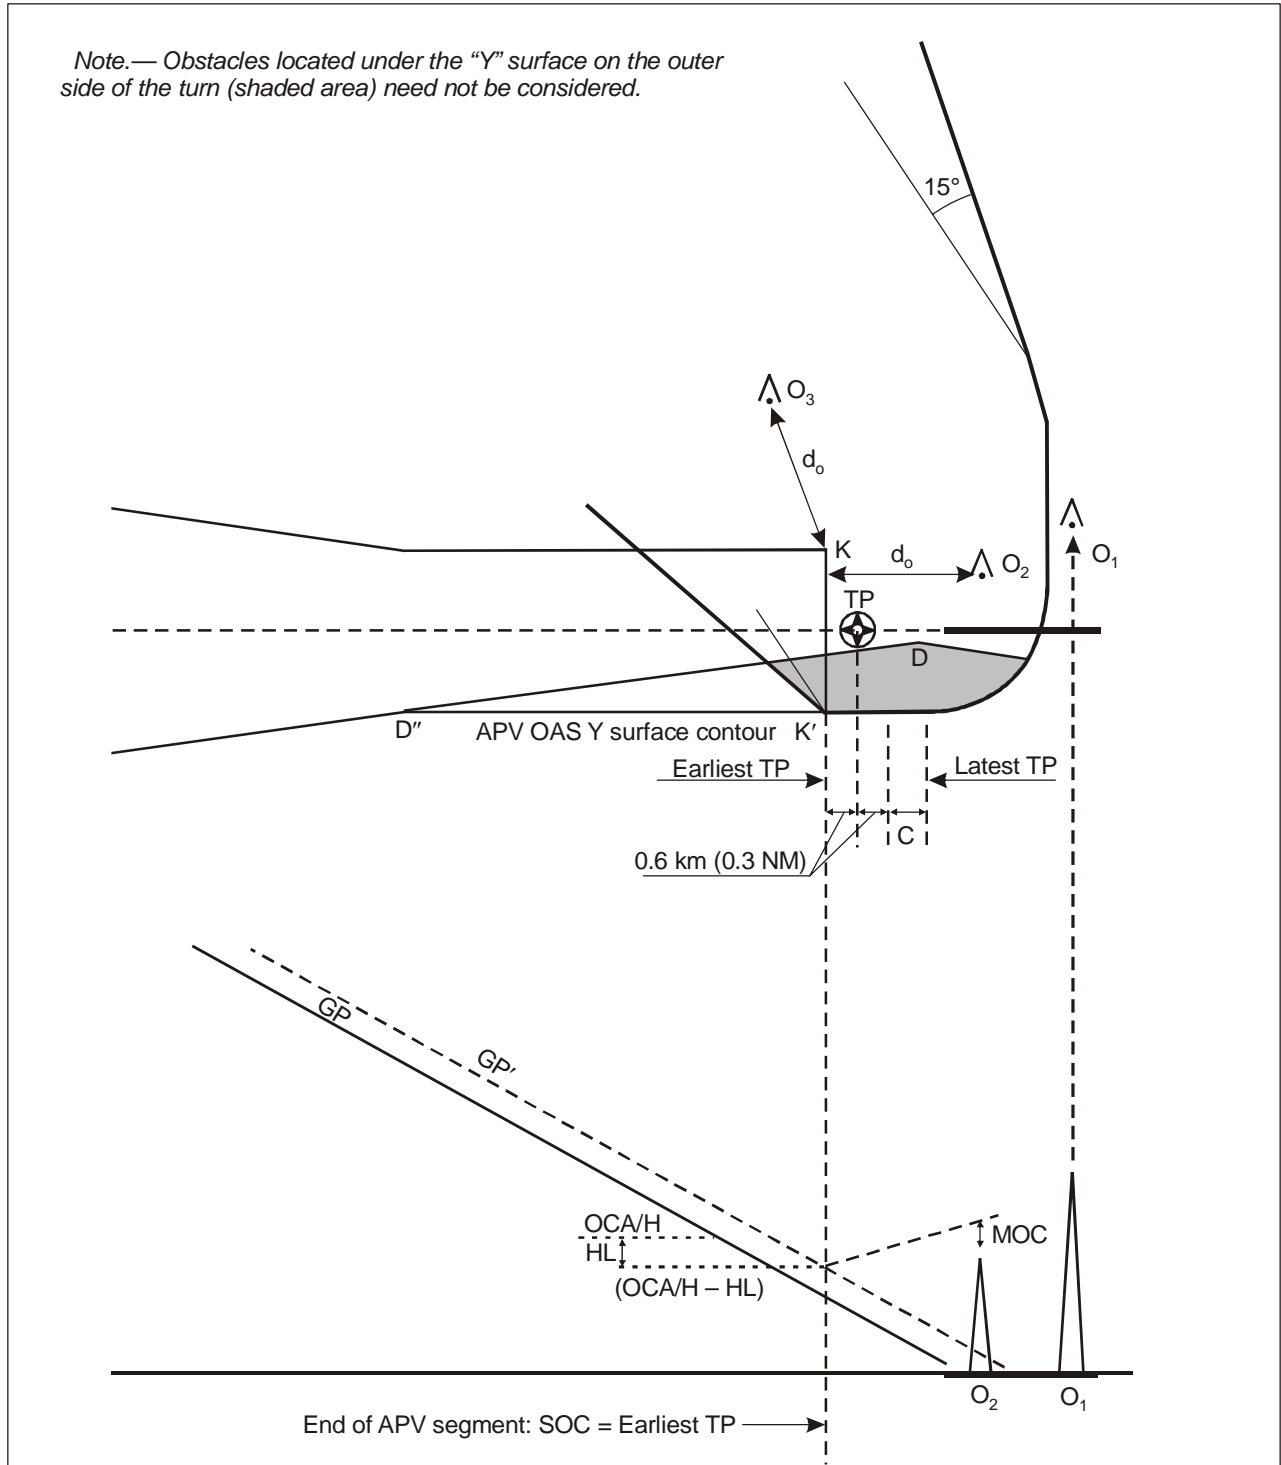 Note.— Obstacles located under the “Y” surface on the outer
side of the turn (shaded area) need not be considered.
15°
O3
do
K
do
O2
O1
TP
D
D″
APV OAS Y surface contour
K′
Earliest TP
Latest TP
C
0.6 km (0.3 NM)
GP
GP′
OCA/H
HL
(OCA/H – HL)
MOC
O2
O1
End of APV segment: SOC = Earliest TP